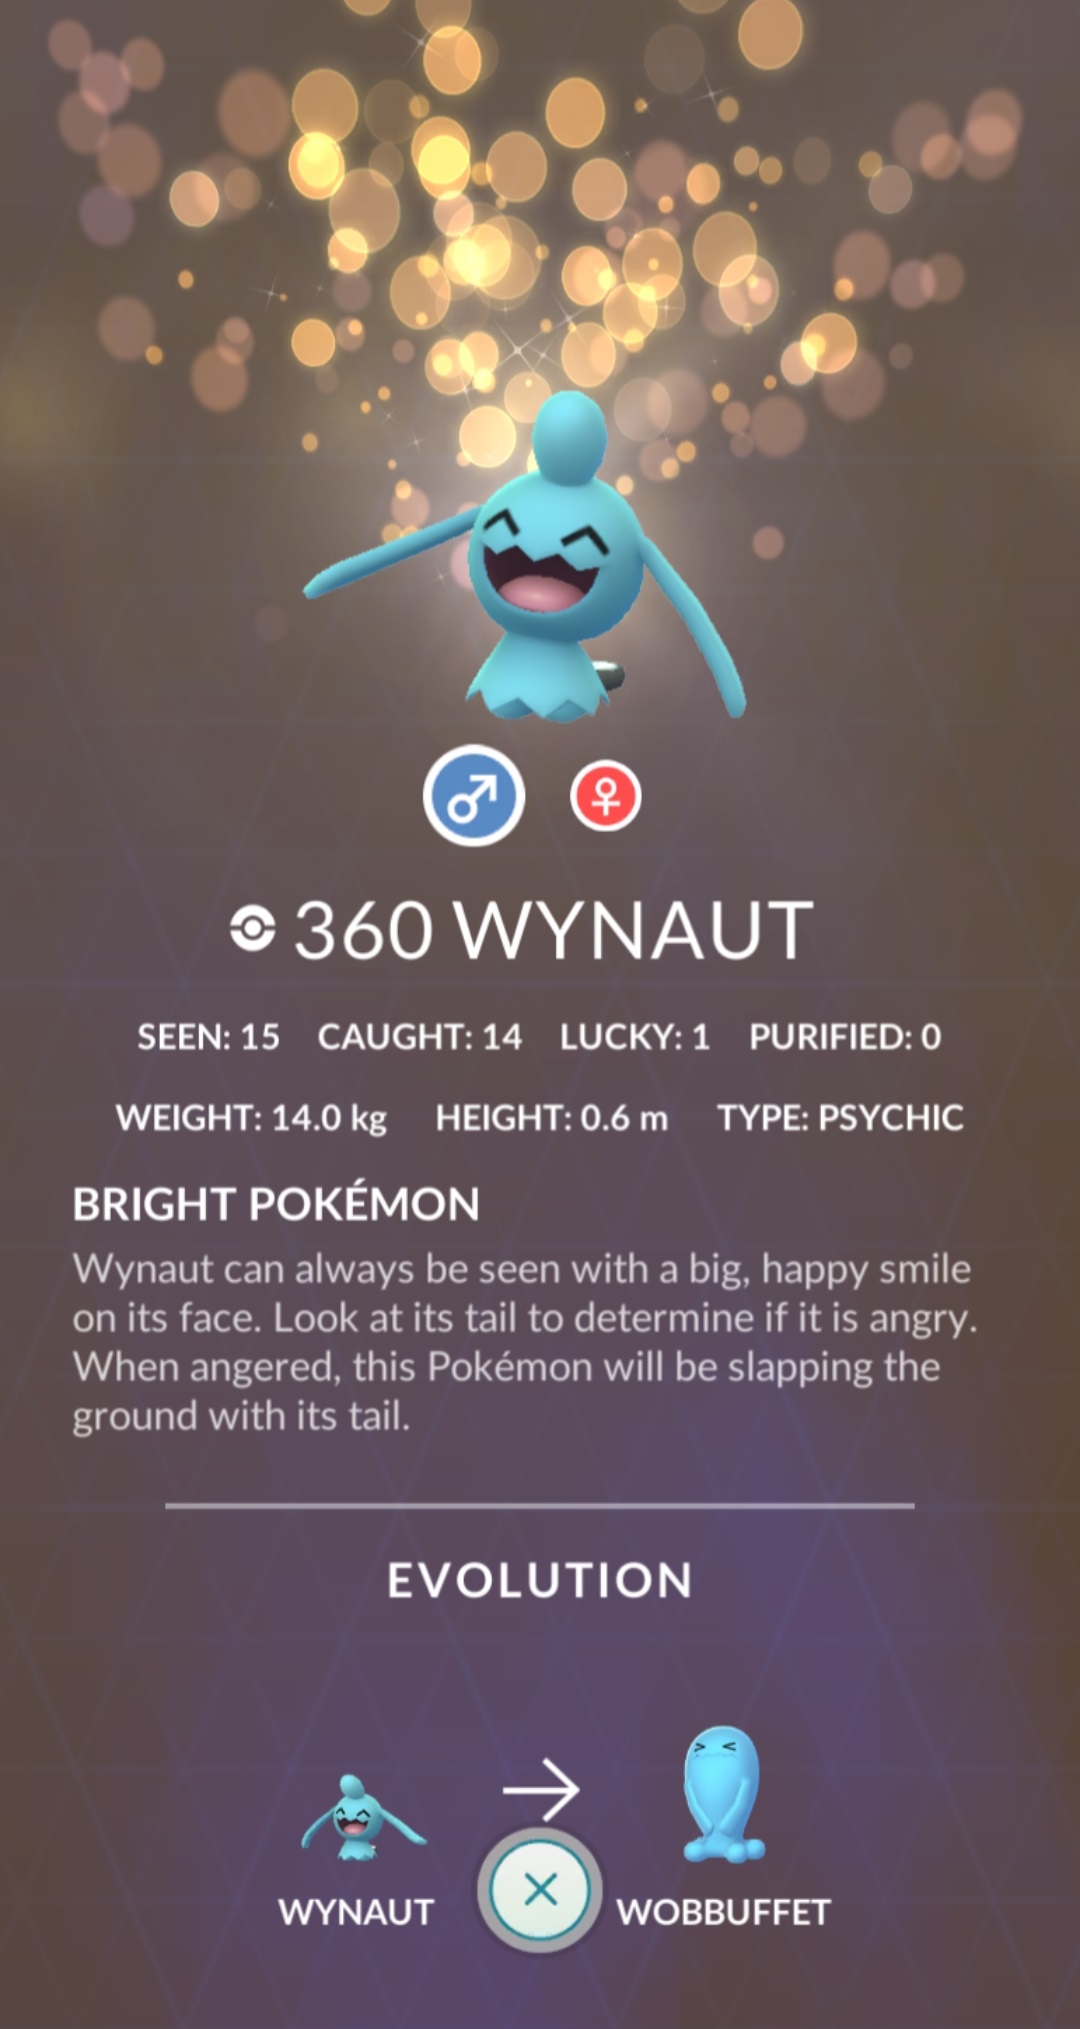 360 WYNAUT
SEEN: 15 CAUGHT: 14 LUCKY: 1 PURIFIED: 0
WEIGHT: 14.0 kg HEIGHT: 0.6 m TYPE: PSYCHIC
BRIGHT POKÉMON
Wynaut can always be seen with a big, happy smile
on its face. Look at its tail to determine if it is angry.
When angered, this Pokémon will be slapping the
ground with its tail.
EVOLUTION
WYNAUT WOBBUFFET